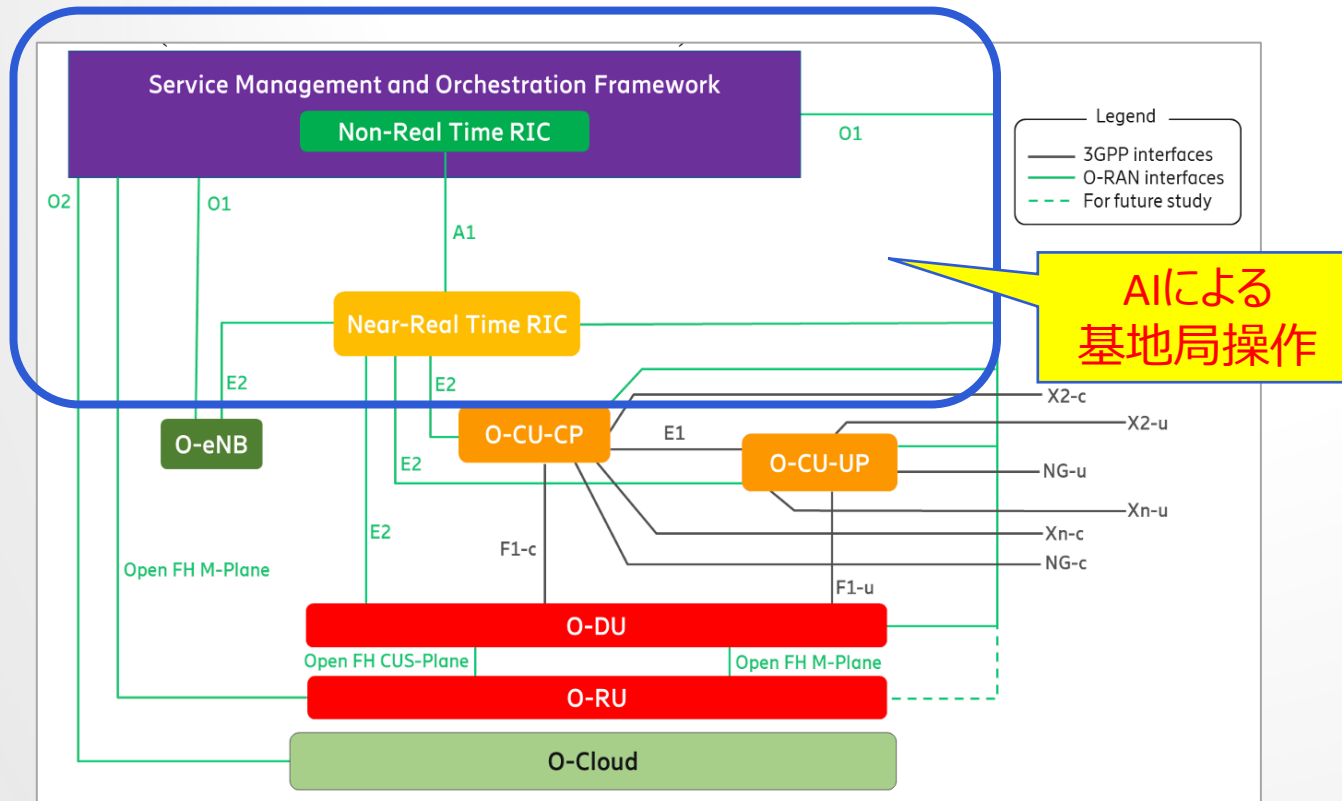 Service Management and Orchestration Framework
Non-Real Time RIC
O1
Legend
3GPP interfaces
O-RAN interfaces
For future study
O2
O1
A1
AIによる
基地局操作
Near-Real Time RIC
E2
E2
X2-c
O-eNB
O-CU-CP
E1
X2-u
O-CU-UP
E2
NG-u
Xn-u
E2
Xn-c
F1-c
NG-c
Open FH M-Plane
F1-u
O-DU
Open FH CUS-Plane
Open FH M-Plane
O-RU
O-Cloud